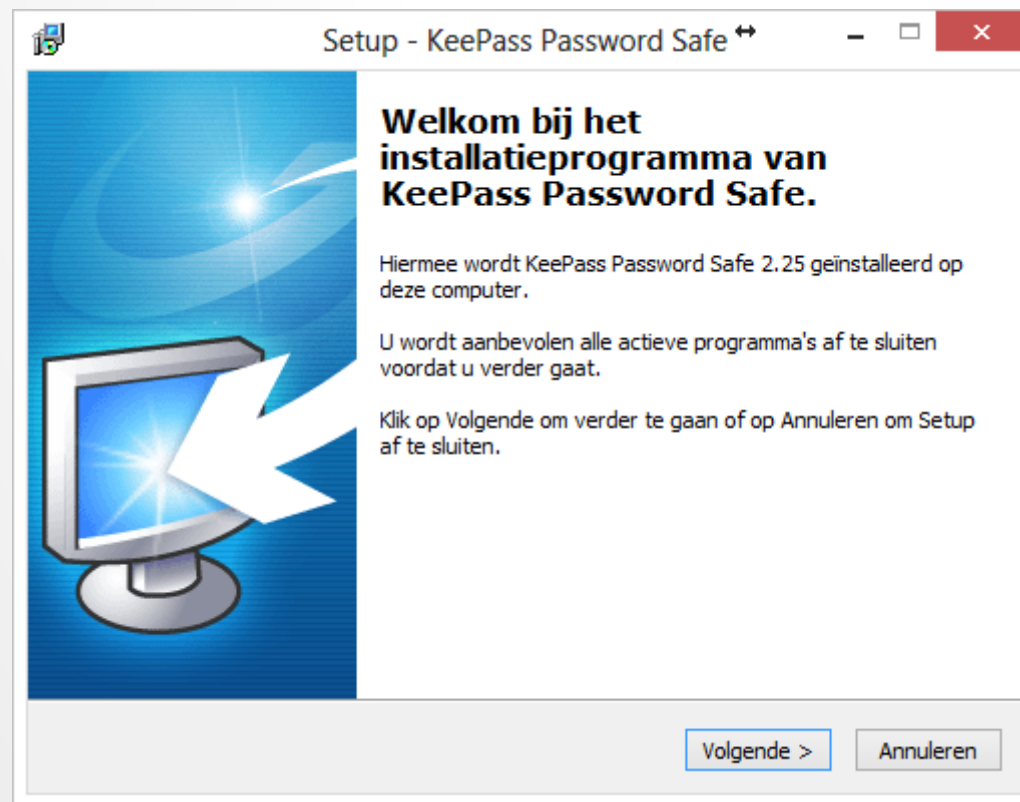 Setup - KeePass Password Safe
Welkom bij het
installatieprogramma van
KeePass Password Safe.
Hiermee wordt KeePass Password Safe 2.25 geïnstalleerd op
deze computer.
U wordt aanbevolen alle actieve programma's af te sluiten
voordat u verder gaat.
Klik op Volgende om verder te gaan of op Annuleren om Setup
af te sluiten.
Volgende >
Annuleren